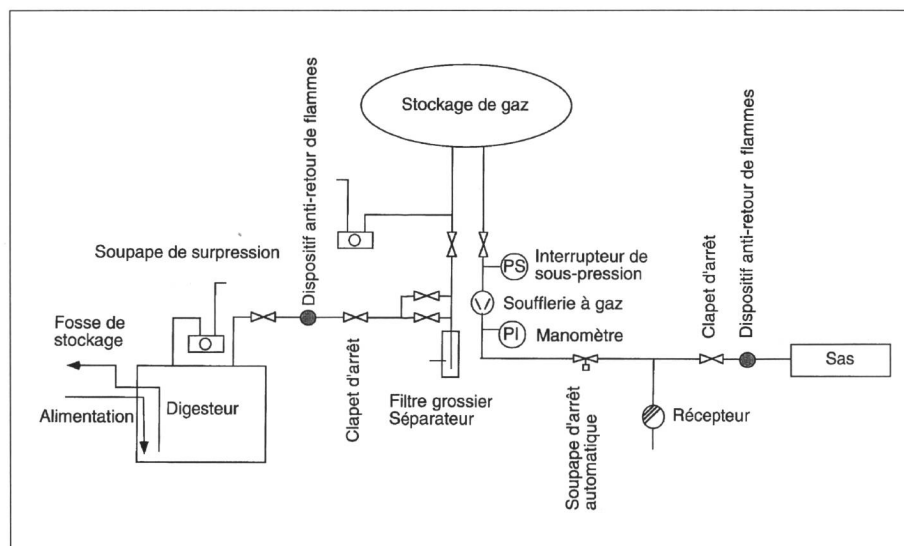 Stockage de gaz
Dispositif anti-retour de flammes
Soupape de surpression
Interrupteur de
sous-pression
PS
Soufflerie à gaz
PI
Manomètre
Clapet d'arrêt
Dispositif anti-retour de flammes
Fosse de
stockage
Alimentation
Digesteur
Clapet d'arrêt
Filtre grossier
Séparateur
Soupape d'arrêt
automatique
Récepteur
Sas